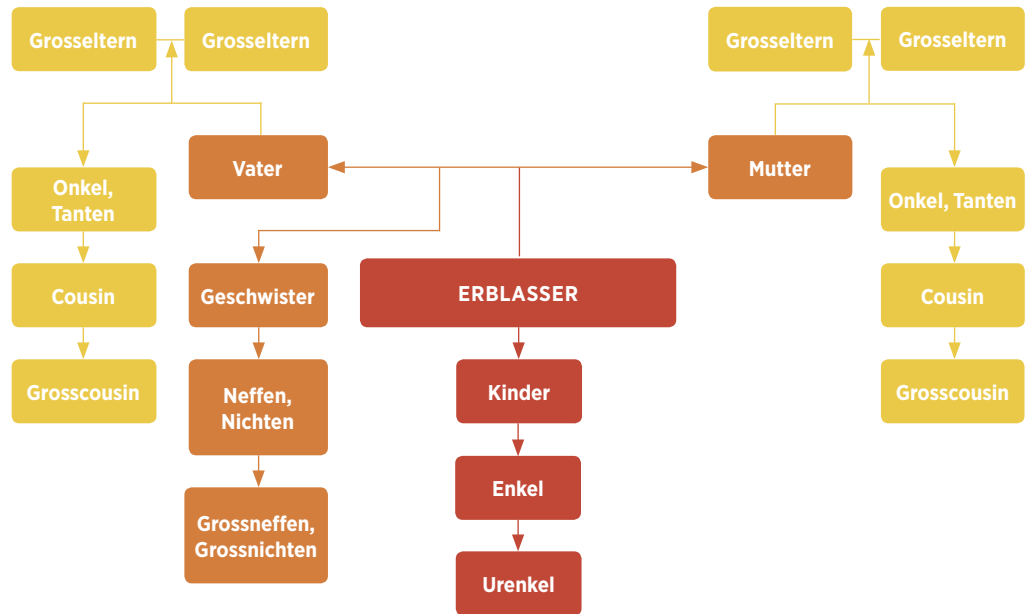 Grosseltern
Grosseltern
Grosseltern
Grosseltern
Vater
Mutter
Onkel,
Tanten
Onkel, Tanten
Cousin
Geschwister
ERBLASSER
Cousin
Grosscousin
Neffen,
Nichten
Kinder
Grosscousin
Enkel
Grossneffen,
Grossnichten
Urenkel